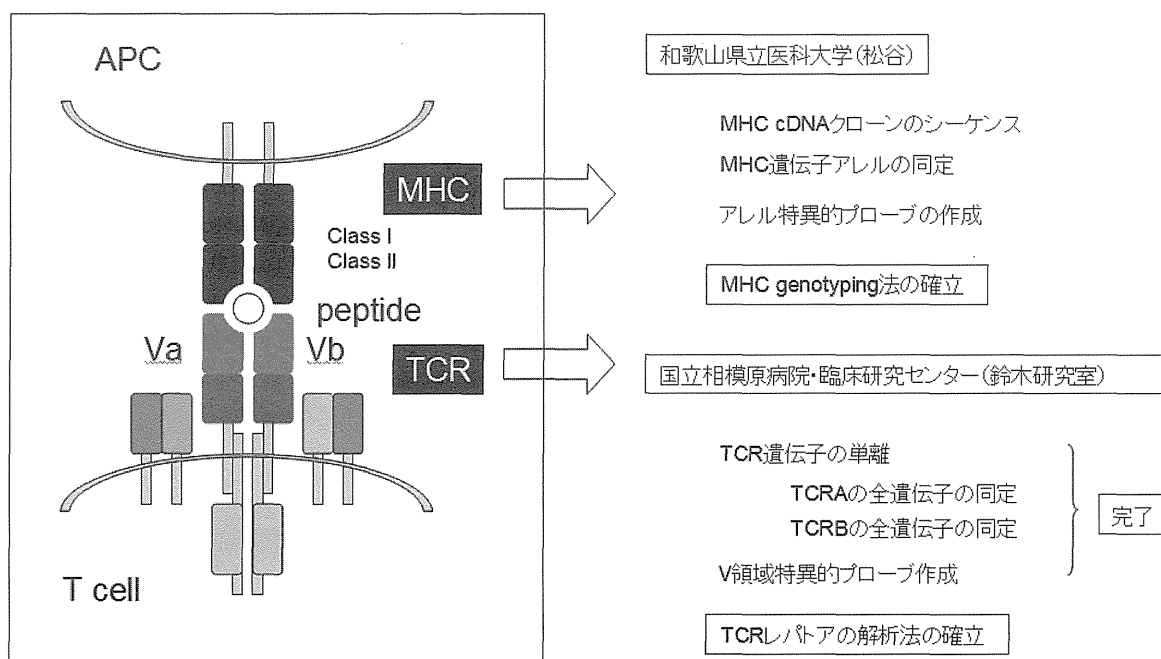 APC
MHC
Class I
Class II
peptide
Va
Vb
TCR
T cell
和歌山県立医科大学(松谷)
MHC cDNAクローンのシーケンス
MHC遺伝子アレルの同定
アレル特異的プローブの作成
MHC genotyping法の確立
国立相模原病院・臨床研究センター(鈴木研究室)
TCR遺伝子の単離
TCRAの全遺伝子の同定
TCRBの全遺伝子の同定
完了
V領域特異的プローブ作成
TCRレパトアの解析法の確立